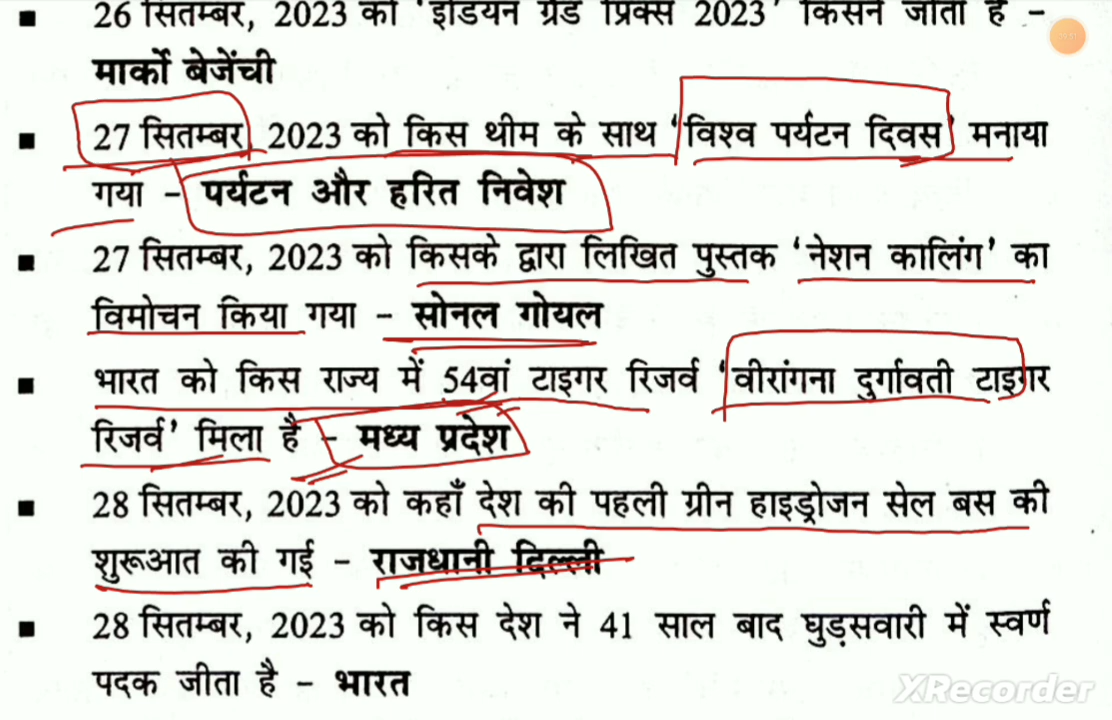 ▪ 26 सितम्बर, 2023 को 'इंडियन ग्रैंड प्रिक्स 2023' किसने जीता है -
मार्को बेजेंची
▪ 27 सितम्बर, 2023 को किस थीम के साथ 'विश्व पर्यटन दिवस' मनाया
गया - पर्यटन और हरित निवेश
▪ 27 सितम्बर, 2023 को किसके द्वारा लिखित पुस्तक 'नेशन कालिंग' का
विमोचन किया गया - सोनल गोयल
▪ भारत को किस राज्य में 54वां टाइगर रिजर्व 'वीरांगना दुर्गावती टाइगर
रिजर्व' मिला है - मध्य प्रदेश
▪ 28 सितम्बर, 2023 को कहाँ देश की पहली ग्रीन हाइड्रोजन सेल बस की
शुरूआत की गई - राजधानी दिल्ली
▪ 28 सितम्बर, 2023 को किस देश ने 41 साल बाद घुड़सवारी में स्वर्ण
पदक जीता है - भारत
XRecorder